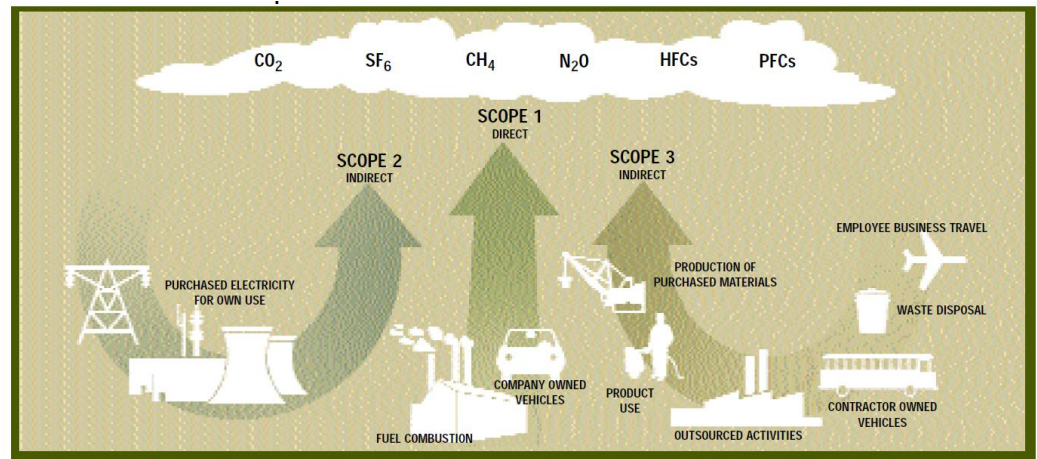 CO2 SF6 CH4 N2O HFCs PFCs
SCOPE 1
DIRECT
SCOPE 2
INDIRECT
SCOPE 3
INDIRECT
EMPLOYEE BUSINESS TRAVEL
PURCHASED ELECTRICITY
FOR OWN USE
PRODUCTION OF
PURCHASED MATERIALS
WASTE DISPOSAL
COMPANY OWNED
VEHICLES
PRODUCT
USE
CONTRACTOR OWNED
VEHICLES
FUEL COMBUSTION
OUTSOURCED ACTIVITIES